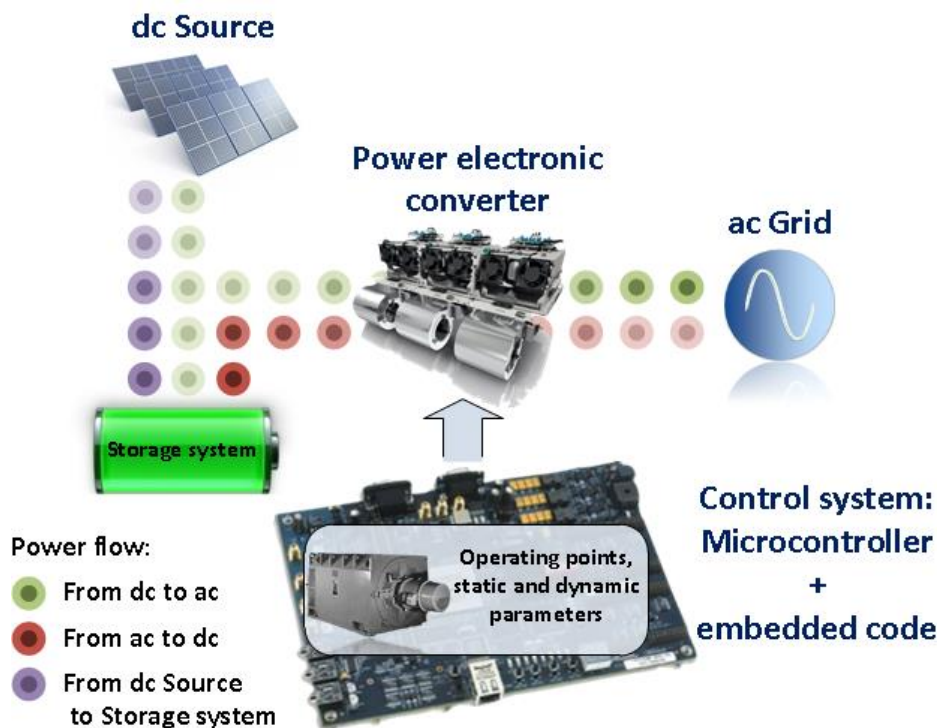 dc Source
Power electronic
converter
ac Grid
Storage system
Control system:
Microcontroller
+
embedded code
Operating points,
static and dynamic
parameters
Power flow:
From dc to ac
From ac to dc
From dc Source
to Storage system